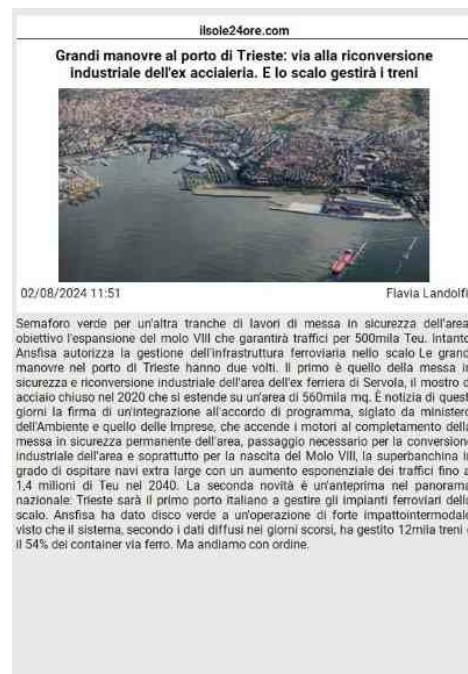 ilsole24ore.com
Grandi manovre al porto di Trieste: via alla riconversione
industriale dell'ex acciaieria. E lo scalo gestirà i treni
02/08/2024 11:51 Flavia Landolfi
Semaforo verde per un'altra tranche di lavori di messa in sicurezza dell'area,
obiettivo l'espansione del molo VIII che garantirà traffici per 500mila Teu. Intanto
Ansfisa autorizza la gestione dell'infrastruttura ferroviaria nello scalo Le grand
manovre nel porto di Trieste hanno due volti. Il primo è quello della messa in
sicurezza e riconversione industriale dell'area dell'ex ferriera di Servola, il mostro d
acciaio chiuso nel 2020 che si estende su un'area di 560mila mq. È notizia di quest
giorni la firma di un'integrazione all'accordo di programma, siglato da ministero
dell'Ambiente e quello delle Imprese, che accende i motori al completamento della
messa in sicurezza permanente dell'area, passaggio necessario per la conversione
industriale dell'area e soprattutto per la nascita del Molo VIII, la superbanchina in
grado di ospitare navi extra large con un aumento esponenziale dei traffici fino a
1,4 milioni di Teu nel 2040. La seconda novità è un'anteprima nel panorama
nazionale: Trieste sarà il primo porto italiano a gestire gli impianti ferroviari dello
scalo. Ansfisa ha dato disco verde a un'operazione di forte impattointermodale
visto che il sistema, secondo i dati diffusi nei giorni scorsi, ha gestito 12mila treni
il 54% dei container via ferro. Ma andiamo con ordine.